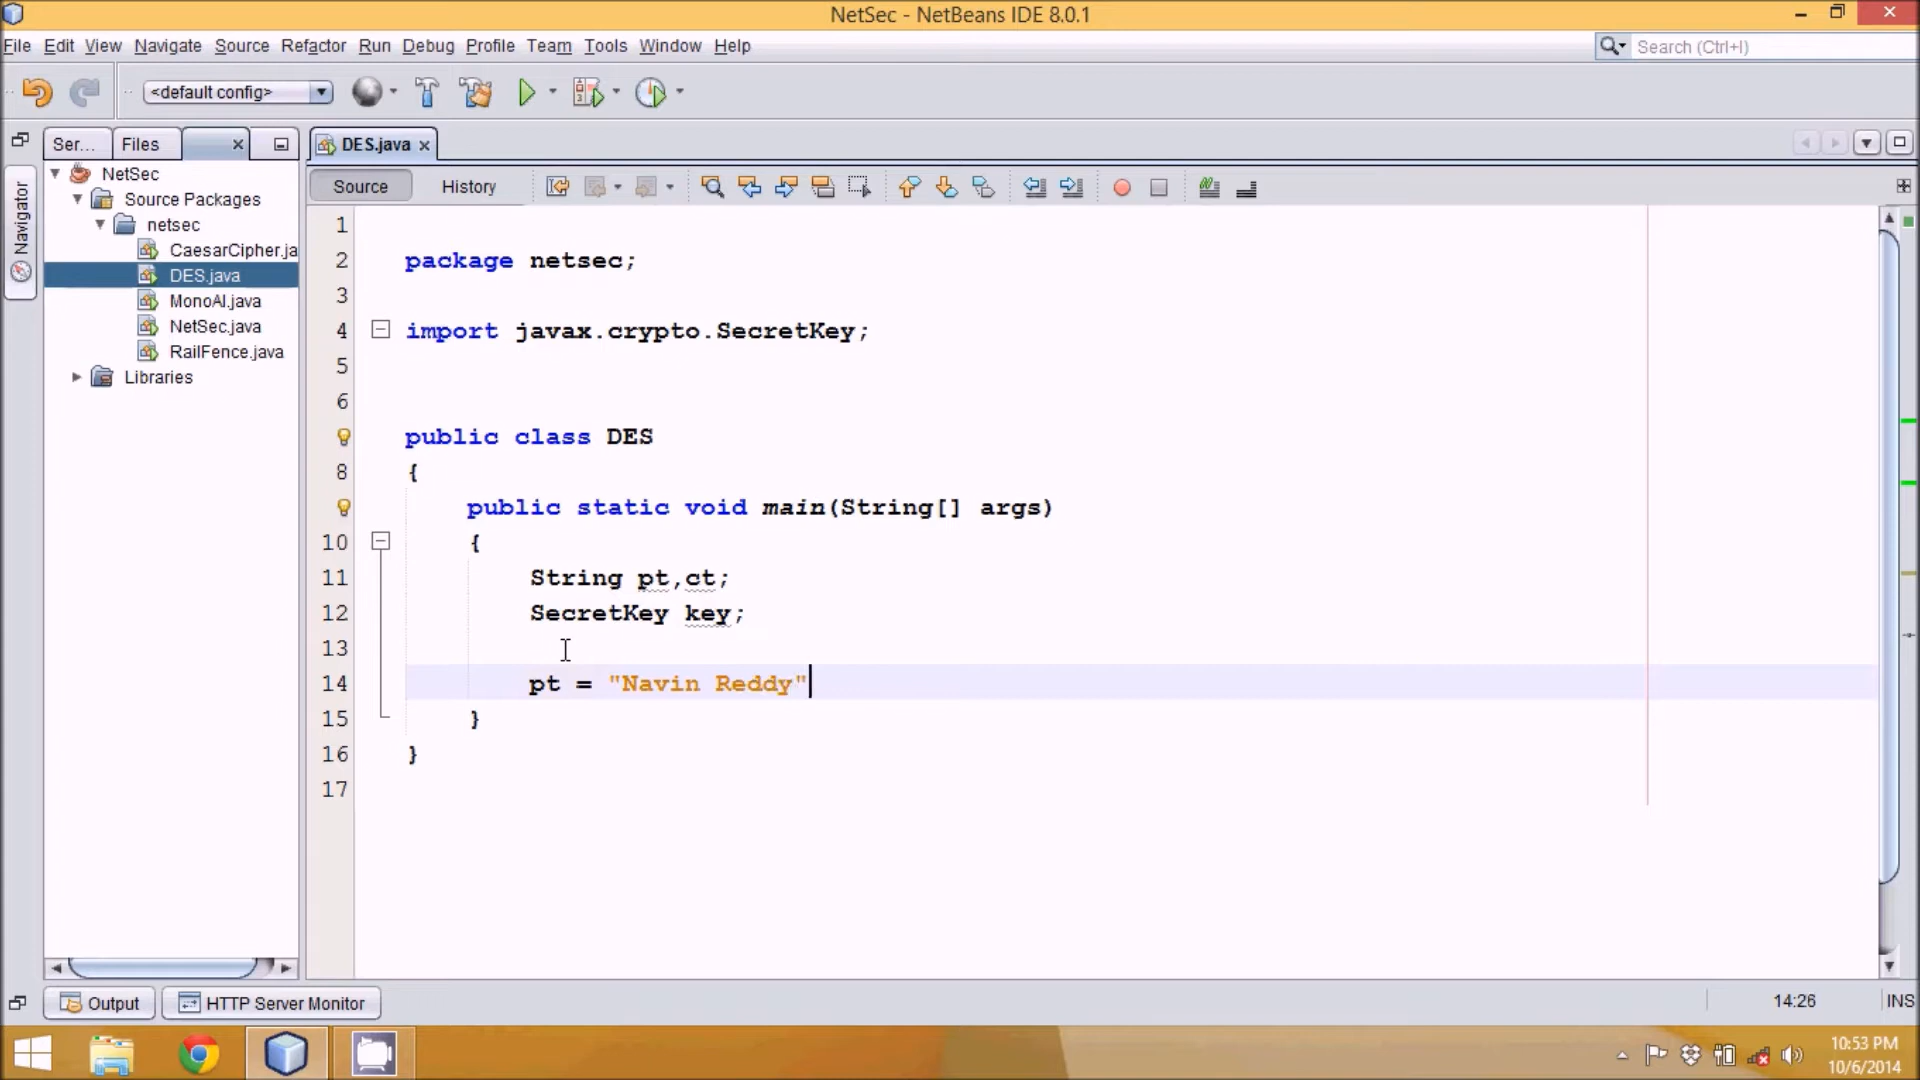 NetSec - NetBeans IDE 8.0.1
File Edit View Navigate Source Refactor Run Debug Profile Team Tools Window Help
Search (Ctrl+I)
<default config>
Ser... Files
DES.java
Navigator
NetSec
Source Packages
netsec
CaesarCipher.ja
DES.java
MonoAl.java
NetSec.java
RailFence.java
Libraries
Source History
1
2 package netsec;
3
4 import javax.crypto.SecretKey;
5
6
public class DES
8 {
public static void main(String[] args)
10 {
11 String pt,ct;
12 SecretKey key;
13
14 pt = "Navin Reddy"
15 }
16 }
17
Output HTTP Server Monitor
14:26 INS
10:53 PM
10/6/2014